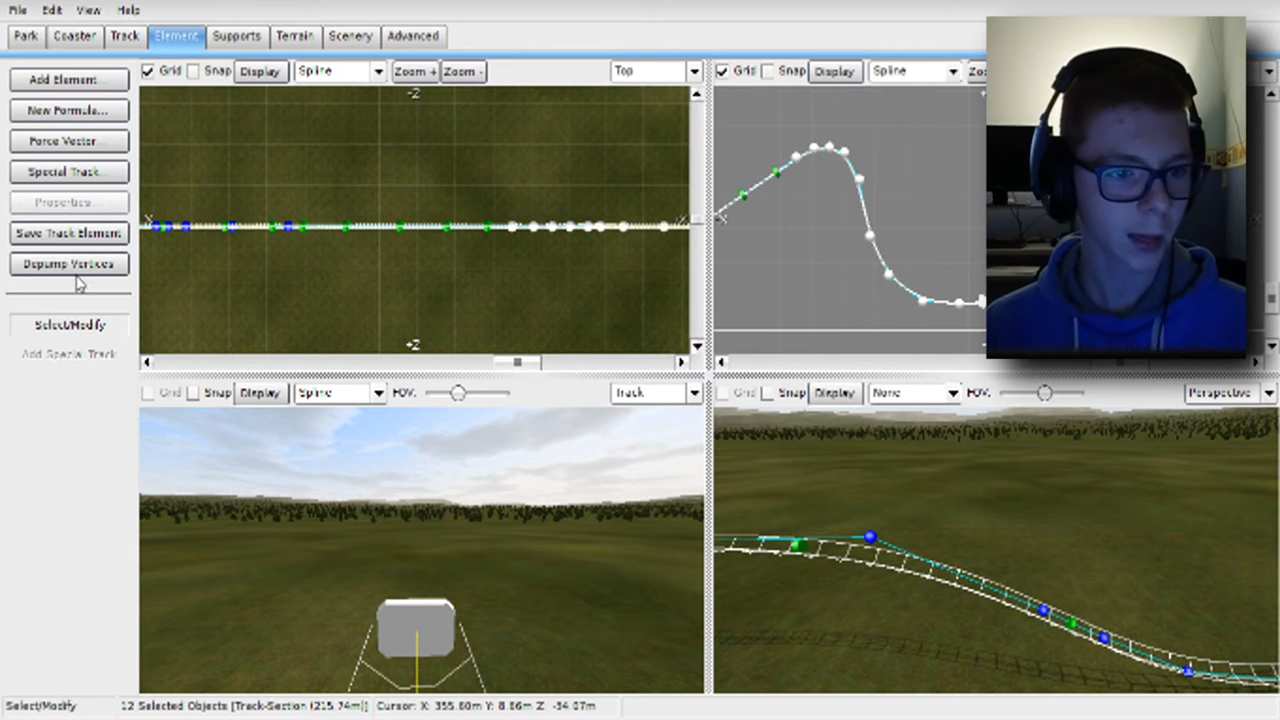 File Edit View Help
Park Coaster Track Element Supports Terrain Scenery Advanced
Add Element...
New Formula...
Force Vector...
Special Track...
Properties...
Save Track Element
Depump Vertices
Select/Modify
Add Special Track
Grid Snap Display Spline Zoom + Zoom - Top
-2
+2
Grid Snap Display Spline
Grid Snap Display Spline FOV: Track
Grid Snap Display None FOV: Perspective
Select/Modify 12 Selected Objects [Track-Section (215.74m)] Cursor: X: 355.60m Y: 8.66m Z: -34.07m